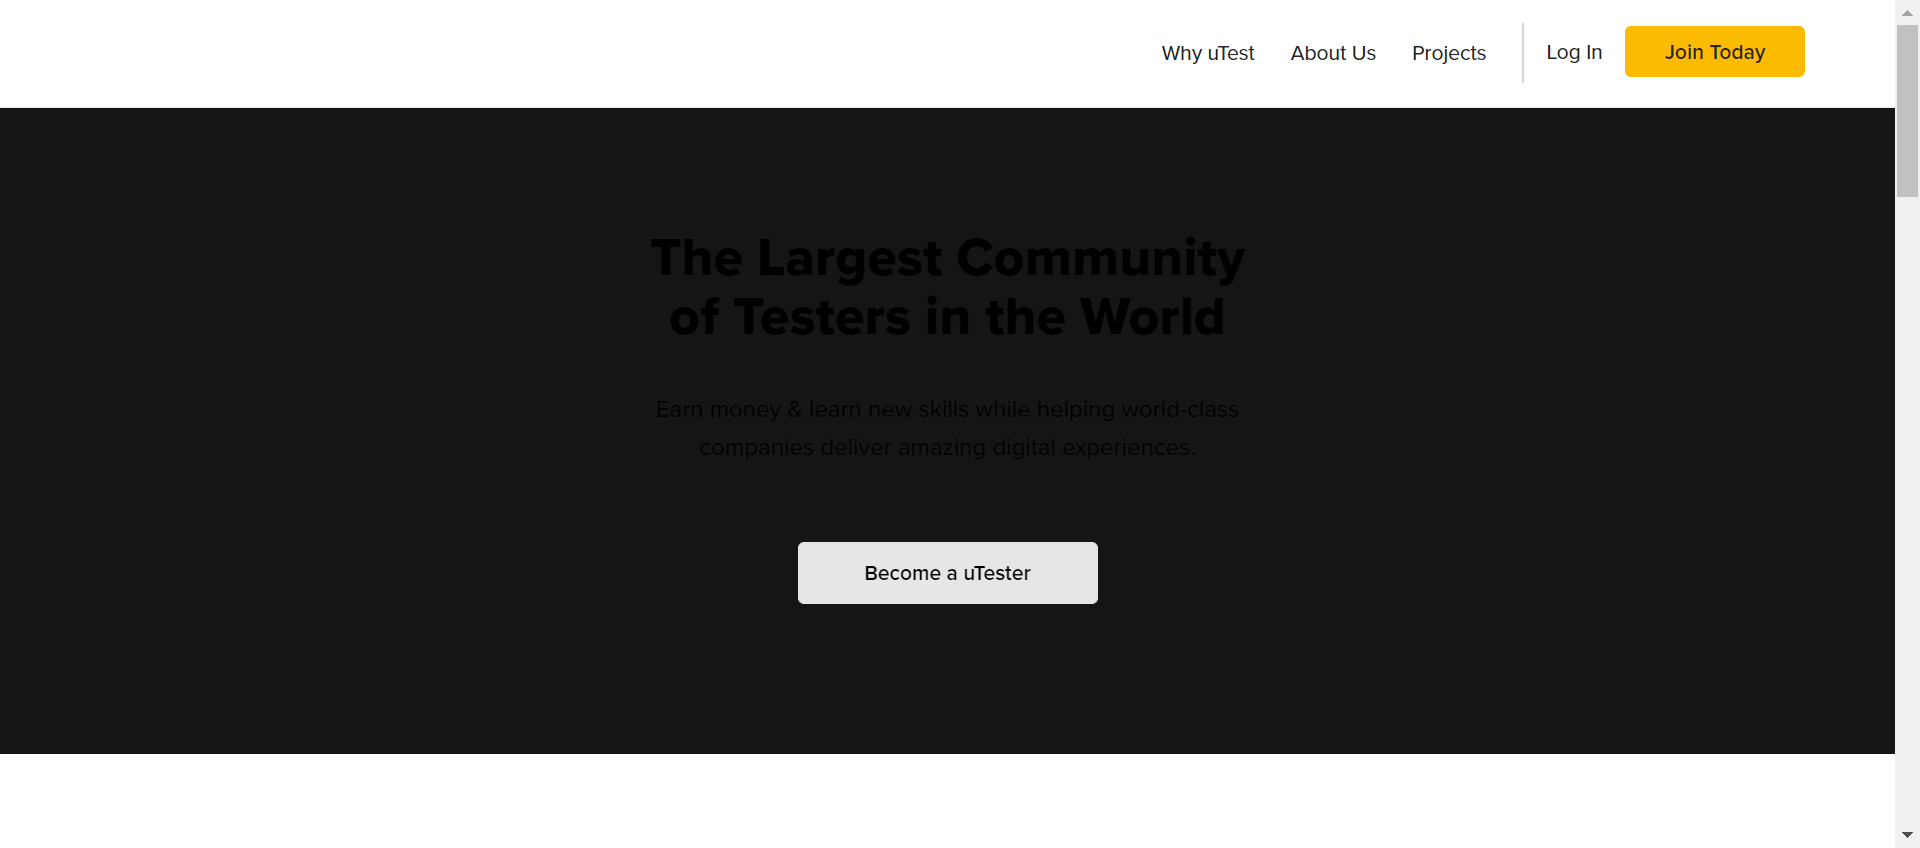 Why uTest
About Us
Projects
Log In
Join Today
The Largest Community
of Testers in the World
Earn money & learn new skills while helping world-class
companies deliver amazing digital experiences.
Become a uTester